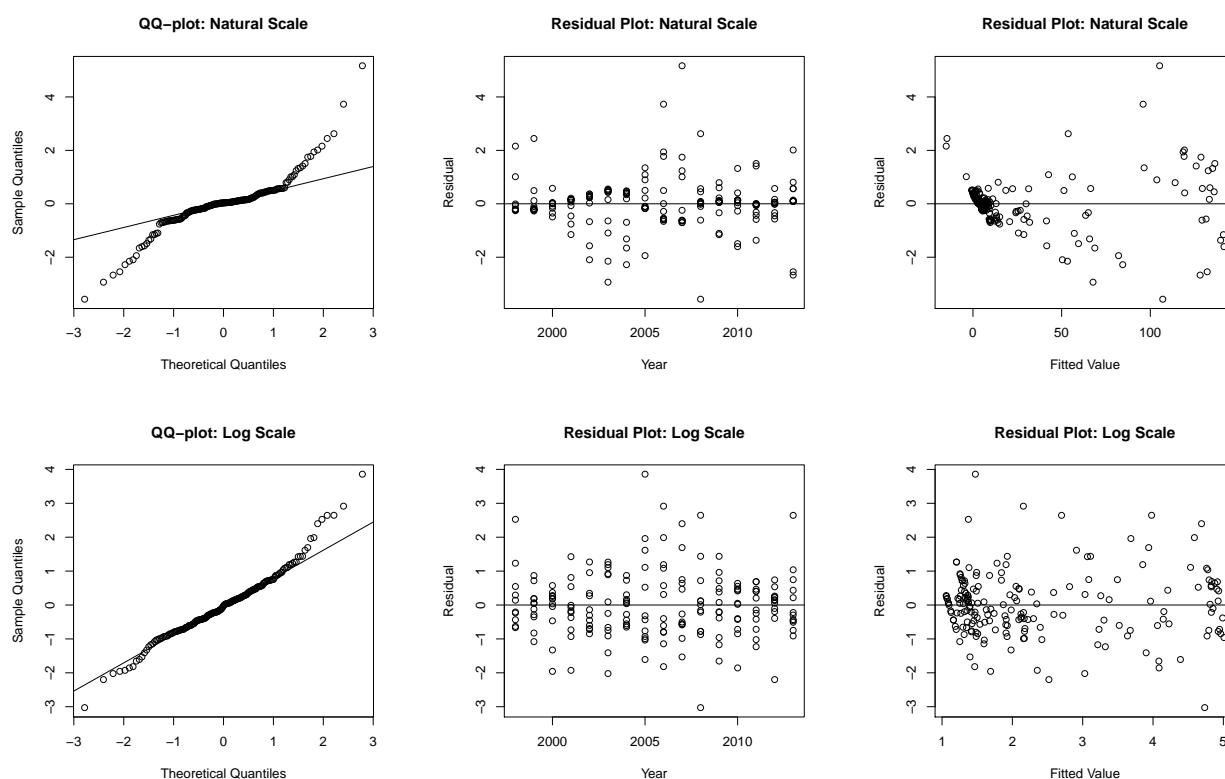 QQ−plot: Natural Scale
Sample Quantiles
4
2
0
−2
−3 −2 −1 0 1 2 3
Theoretical Quantiles
Residual Plot: Natural Scale
Residual
4
2
0
−2
2000 2005 2010
Year
Residual Plot: Natural Scale
Residual
4
2
0
−2
0 50 100
Fitted Value
QQ−plot: Log Scale
Sample Quantiles
4
3
2
1
0
−1
−2
−3
−3 −2 −1 0 1 2 3
Theoretical Quantiles
Residual Plot: Log Scale
Residual
4
3
2
1
0
−1
−2
−3
2000 2005 2010
Year
Residual Plot: Log Scale
Residual
4
3
2
1
0
−1
−2
−3
1 2 3 4 5
Fitted Value